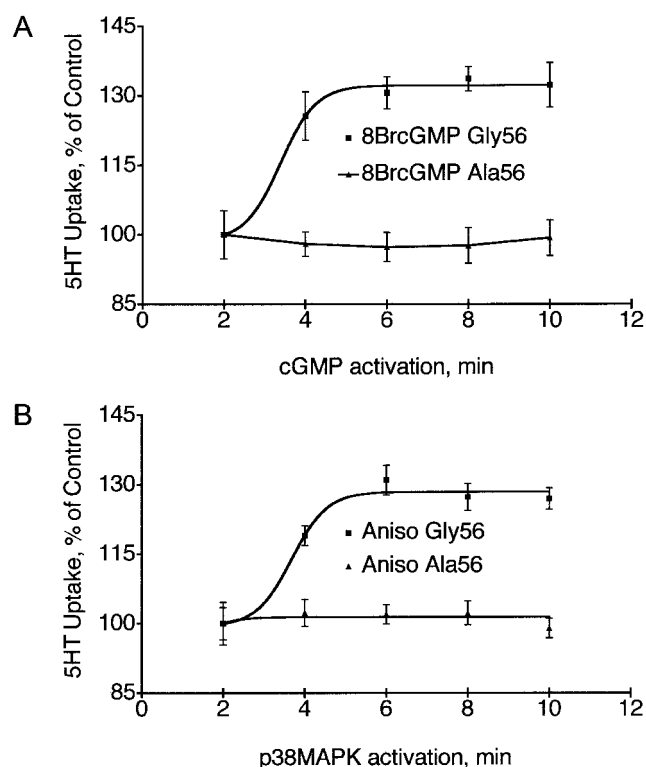 A
145
130
115
100
85
5HT Uptake, % of Control
8BrcGMP Gly56
8BrcGMP Ala56
0 2 4 6 8 10 12
cGMP activation, min
B
145
130
115
100
85
5HT Uptake, % of Control
Aniso Gly56
Aniso Ala56
0 2 4 6 8 10 12
p38MAPK activation, min